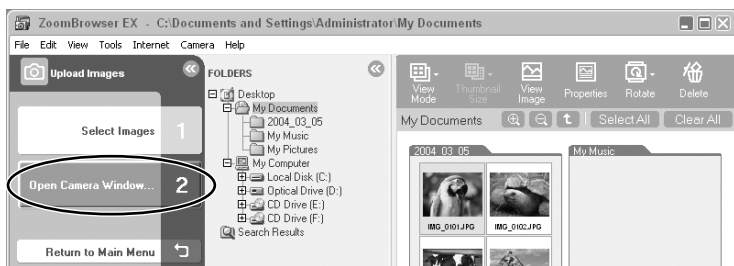 ZoomBrowser EX - C:\Documents and Settings\Administrator\My Documents
File Edit View Tools Internet Camera Help
Upload Images
Select Images 1
Open Camera Window... 2
Return to Main Menu
FOLDERS
Desktop
My Documents
2004_03_05
My Music
My Pictures
My Computer
Local Disk (C:)
Optical Drive (D:)
CD Drive (E:)
CD Drive (F:)
Search Results
View Mode
Thumbnail Size
View Image
Properties
Rotate
Delete
My Documents
Select All
Clear All
2004_03_05
My Music
IMG_0101.JPG
IMG_0102.JPG